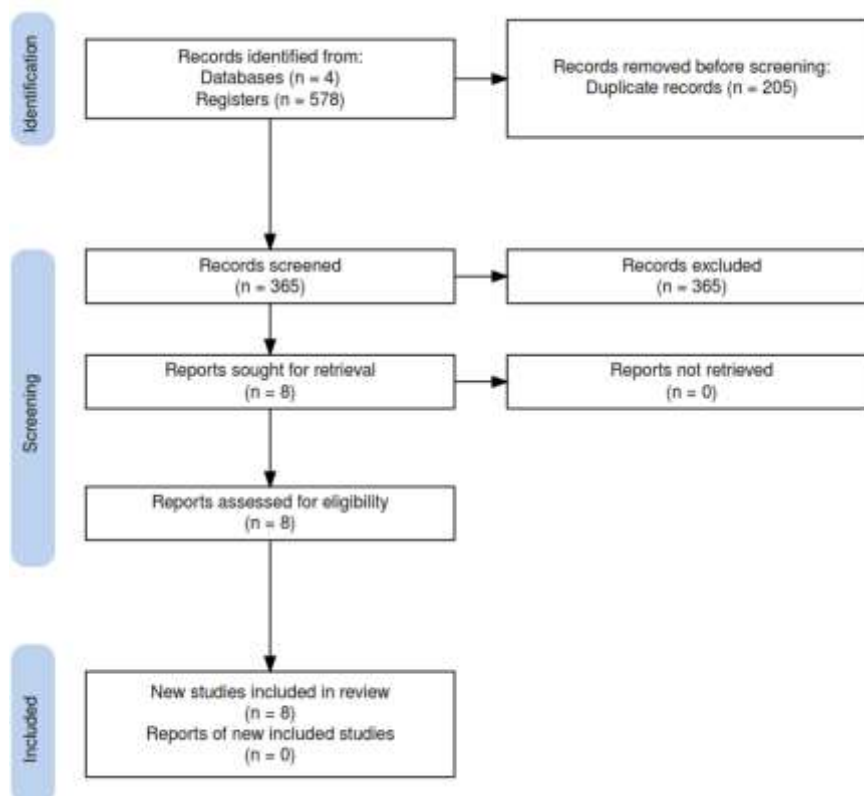 Identification
Records identified from:
Databases (n = 4)
Registers (n = 578)
Records removed before screening:
Duplicate records (n = 205)
Screening
Records screened
(n = 365)
Records excluded
(n = 365)
Reports sought for retrieval
(n = 8)
Reports not retrieved
(n = 0)
Reports assessed for eligibility
(n = 8)
Included
New studies included in review
(n = 8)
Reports of new included studies
(n = 0)